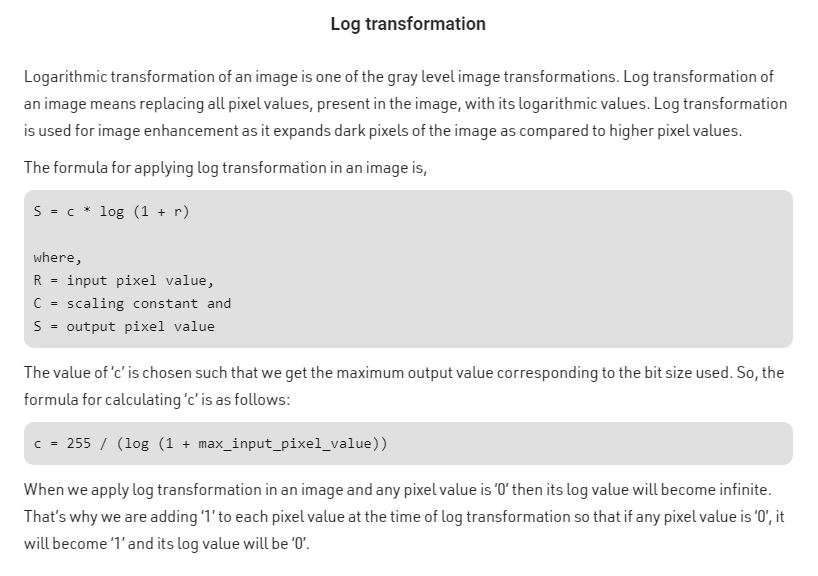 Log transformation
Logarithmic transformation of an image is one of the gray level image transformations. Log transformation of
an image means replacing all pixel values, present in the image, with its logarithmic values. Log transformation
is used for image enhancement as it expands dark pixels of the image as compared to higher pixel values.
The formula for applying log transformation in an image is,
S = c * log (1 + r)
where,
R = input pixel value,
C = scaling constant and
S = output pixel value
The value of ‘c’ is chosen such that we get the maximum output value corresponding to the bit size used. So, the
formula for calculating ‘c’ is as follows:
c = 255 / (log (1 + max_input_pixel_value))
When we apply log transformation in an image and any pixel value is ‘0’ then its log value will become infinite.
That’s why we are adding ‘1’ to each pixel value at the time of log transformation so that if any pixel value is ‘0’, it
will become ‘1’ and its log value will be ‘0’.